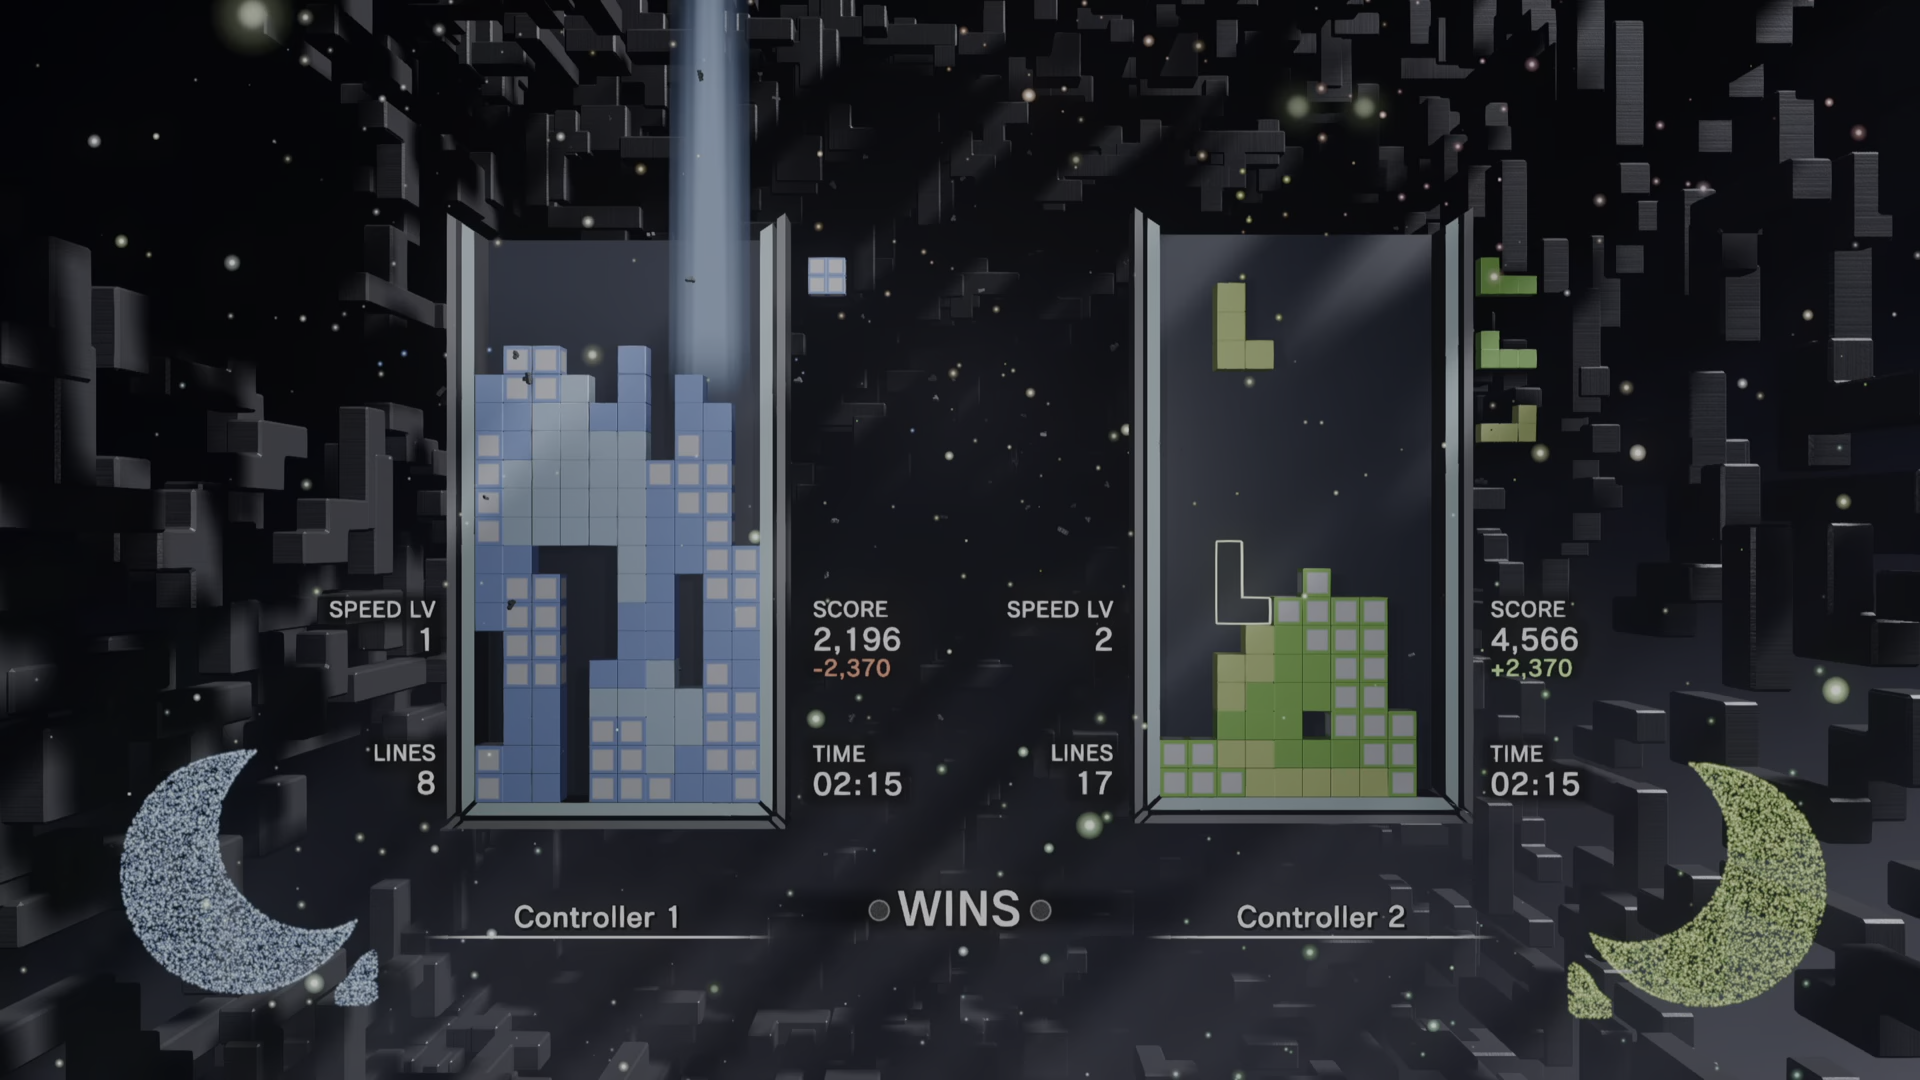 SPEED LV
1
SCORE
2,196
-2,370
LINES
8
TIME
02:15
SPEED LV
2
SCORE
4,566
+2,370
LINES
17
TIME
02:15
Controller 1
WINS
Controller 2